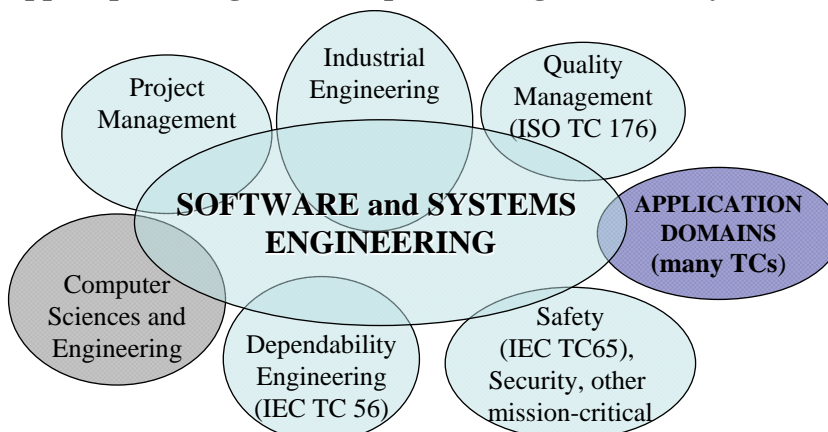 Industrial
Engineering
Project
Management
Quality
Management
(ISO TC 176)
SOFTWARE and SYSTEMS
ENGINEERING
APPLICATION
DOMAINS
(many TCs)
Computer
Sciences and
Engineering
Dependability
Engineering
(IEC TC 56)
Safety
(IEC TC65),
Security, other
mission-critical